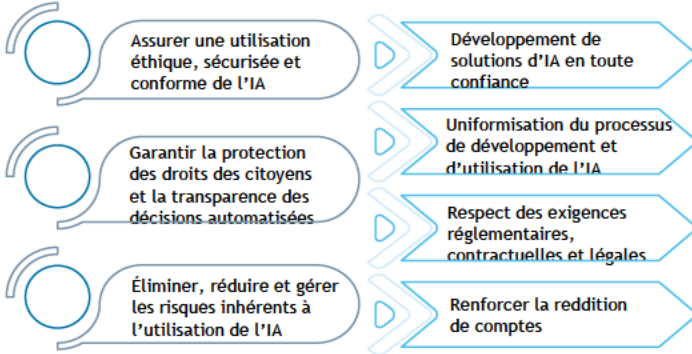 Assurer une utilisation
éthique, sécurisée et
conforme de l'IA
Garantir la protection
des droits des citoyens
et la transparence des
décisions automatisées
Éliminer, réduire et gérer
les risques inhérents à
l'utilisation de l'IA
Développement de
solutions d'IA en toute
confiance
Uniformisation du processus
de développement et
d'utilisation de l'IA
Respect des exigences
réglementaires,
contractuelles et légales
Renforcer la reddition
de comptes